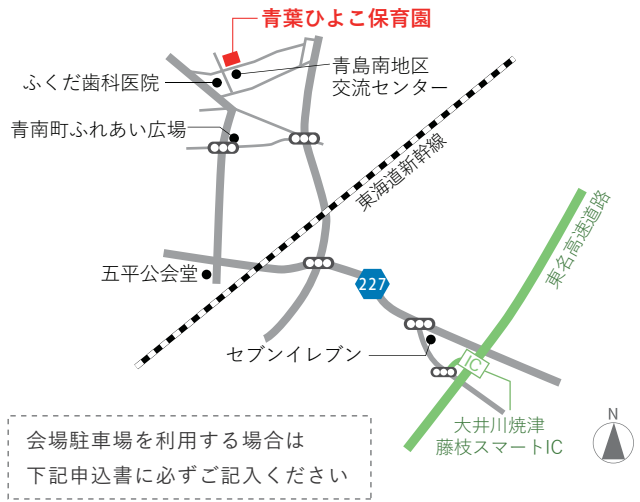 青葉ひよこ保育園
ふくだ歯科医院
青島南地区
交流センター
青南町ふれあい広場
東海道新幹線
東名高速道路
五平公会堂
227
セブンイレブン
IC
大井川焼津
藤枝スマートIC
N
会場駐車場を利用する場合は
下記申込書に必ずご記入ください